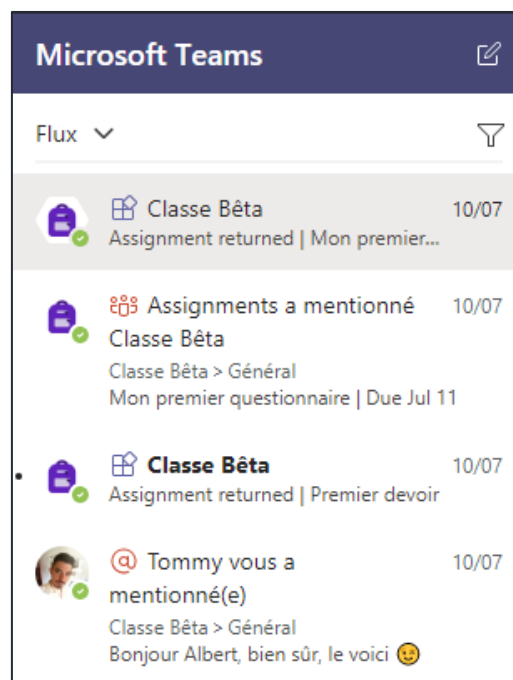 Microsoft Teams
Flux
Classe Bêta 10/07
Assignment returned | Mon premier...
Assignments a mentionné 10/07
Classe Bêta
Classe Bêta > Général
Mon premier questionnaire | Due Jul 11
Classe Bêta 10/07
Assignment returned | Premier devoir
@ Tommy vous a 10/07
mentionné(e)
Classe Bêta > Général
Bonjour Albert, bien sûr, le voici 😉